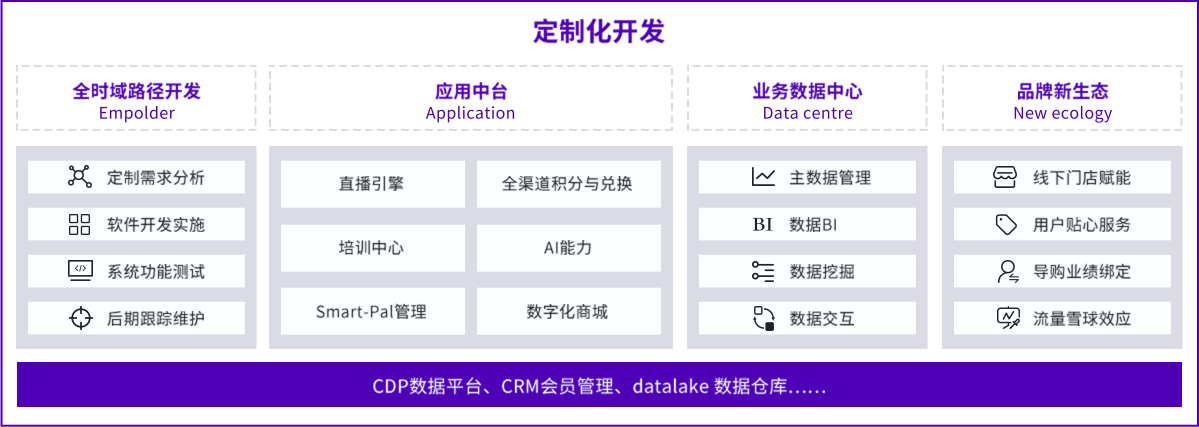 定制化开发
全时域路径开发
Empolder
应用中台
Application
业务数据中心
Data centre
品牌新生态
New ecology
定制需求分析
软件开发实施
系统功能测试
后期跟踪维护
直播引擎
全渠道积分与兑换
培训中心
AI能力
Smart-Pal管理
数字化商城
主数据管理
BI 数据BI
数据挖掘
数据交互
线下门店赋能
用户贴心服务
导购业绩绑定
流量雪球效应
CDP数据平台、CRM会员管理、datalake 数据仓库……